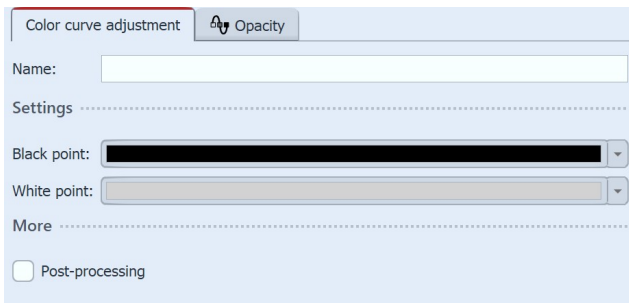 Color curve adjustment
Opacity
Name:
Settings
Black point:
White point:
More
Post-processing